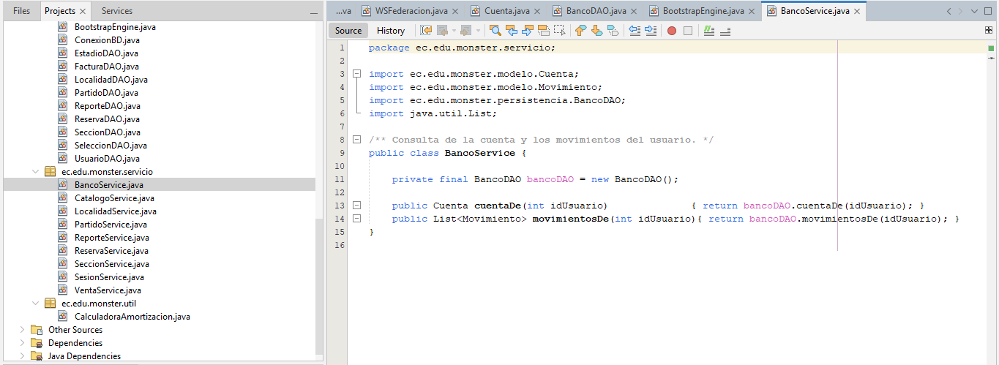 Files Projects Services
BootstrapEngine.java
ConexionBD.java
EstadioDAO.java
FacturaDAO.java
LocalidadDAO.java
PartidoDAO.java
ReporteDAO.java
ReservaDAO.java
SeccionDAO.java
SeleccionDAO.java
UsuarioDAO.java
ec.edu.monster.servicio
BancoService.java
CatalogoService.java
LocalidadService.java
PartidoService.java
ReporteService.java
ReservaService.java
SeccionService.java
SesionService.java
VentaService.java
ec.edu.monster.util
CalculadoraAmortizacion.java
Other Sources
Dependencies
Java Dependencies
...va WSFederacion.java Cuenta.java BancoDAO.java BootstrapEngine.java BancoService.java
Source History
1 package ec.edu.monster.servicio;
2
3 import ec.edu.monster.modelo.Cuenta;
4 import ec.edu.monster.modelo.Movimiento;
5 import ec.edu.monster.persistencia.BancoDAO;
6 import java.util.List;
7
8 /** Consulta de la cuenta y los movimientos del usuario. */
9 public class BancoService {
10
11 private final BancoDAO bancoDAO = new BancoDAO();
12
13 public Cuenta cuentaDe(int idUsuario) { return bancoDAO.cuentaDe(idUsuario); }
14 public List<Movimiento> movimientosDe(int idUsuario){ return bancoDAO.movimientosDe(idUsuario); }
15 }
16